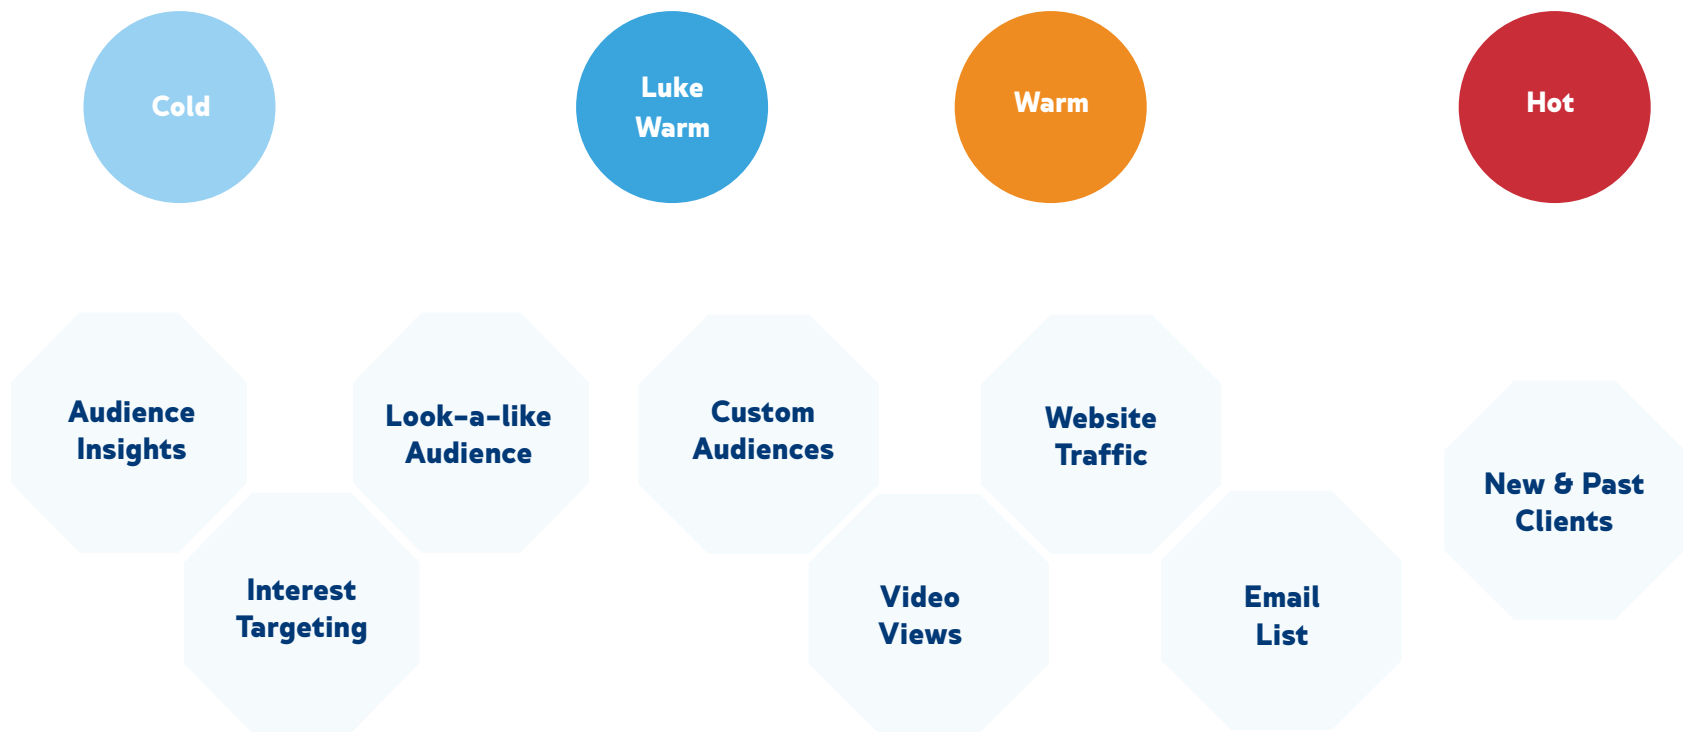 Cold
Luke
Warm
Warm
Hot
Audience
Insights
Look-a-like
Audience
Custom
Audiences
Website
Traffic
New & Past
Clients
Interest
Targeting
Video
Views
Email
List